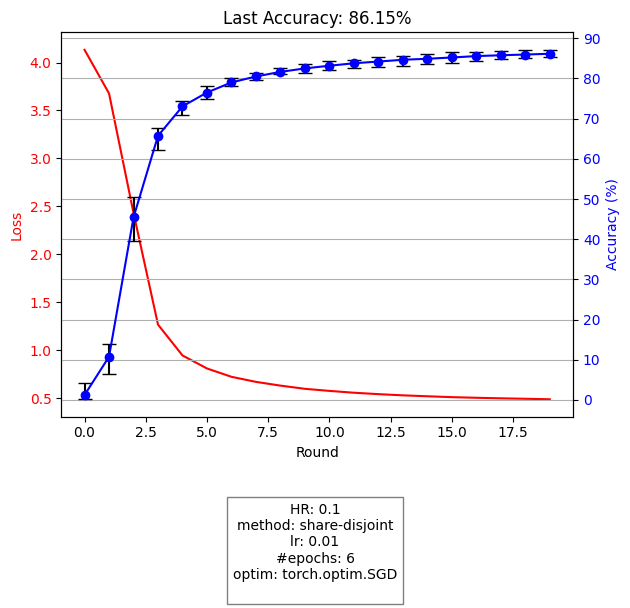 Last Accuracy: 86.15%
Loss
4.0
3.5
3.0
2.5
2.0
1.5
1.0
0.5
90
80
70
60
50
40
30
20
10
0
Accuracy (%)
0.0 2.5 5.0 7.5 10.0 12.5 15.0 17.5
Round
HR: 0.1
method: share-disjoint
lr: 0.01
#epochs: 6
optim: torch.optim.SGD